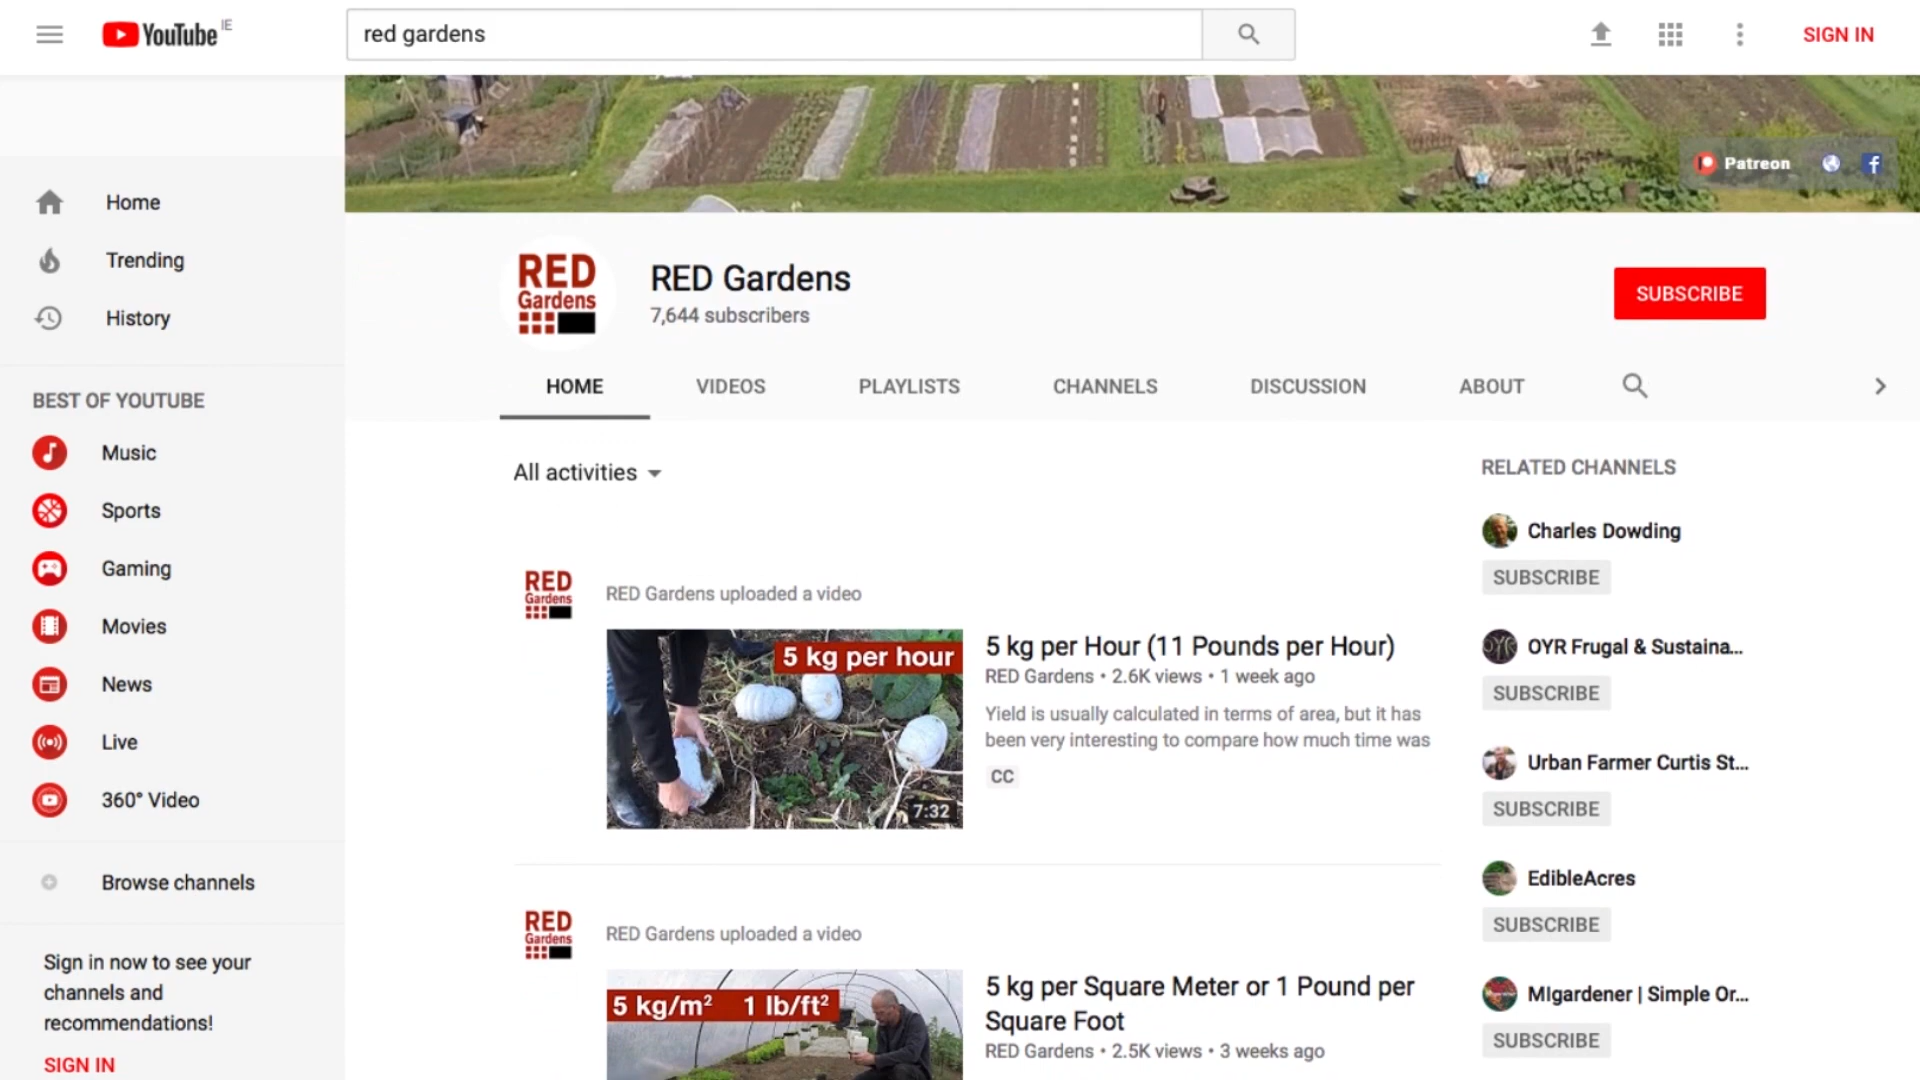 YouTube IE
red gardens
SIGN IN
Patreon
Home
Trending
History
BEST OF YOUTUBE
Music
Sports
Gaming
Movies
News
Live
360° Video
Browse channels
Sign in now to see your
channels and
recommendations!
SIGN IN
RED
Gardens
RED Gardens
7,644 subscribers
SUBSCRIBE
HOME
VIDEOS
PLAYLISTS
CHANNELS
DISCUSSION
ABOUT
All activities
RED
Gardens
RED Gardens uploaded a video
5 kg per hour
7:32
5 kg per Hour (11 Pounds per Hour)
RED Gardens • 2.6K views • 1 week ago
Yield is usually calculated in terms of area, but it has
been very interesting to compare how much time was
CC
RED
Gardens
RED Gardens uploaded a video
5 kg/m² 1 lb/ft²
5 kg per Square Meter or 1 Pound per
Square Foot
RED Gardens • 2.5K views • 3 weeks ago
RELATED CHANNELS
Charles Dowding
SUBSCRIBE
OYR Frugal & Sustaina...
SUBSCRIBE
Urban Farmer Curtis St...
SUBSCRIBE
EdibleAcres
SUBSCRIBE
MIgardener | Simple Or...
SUBSCRIBE